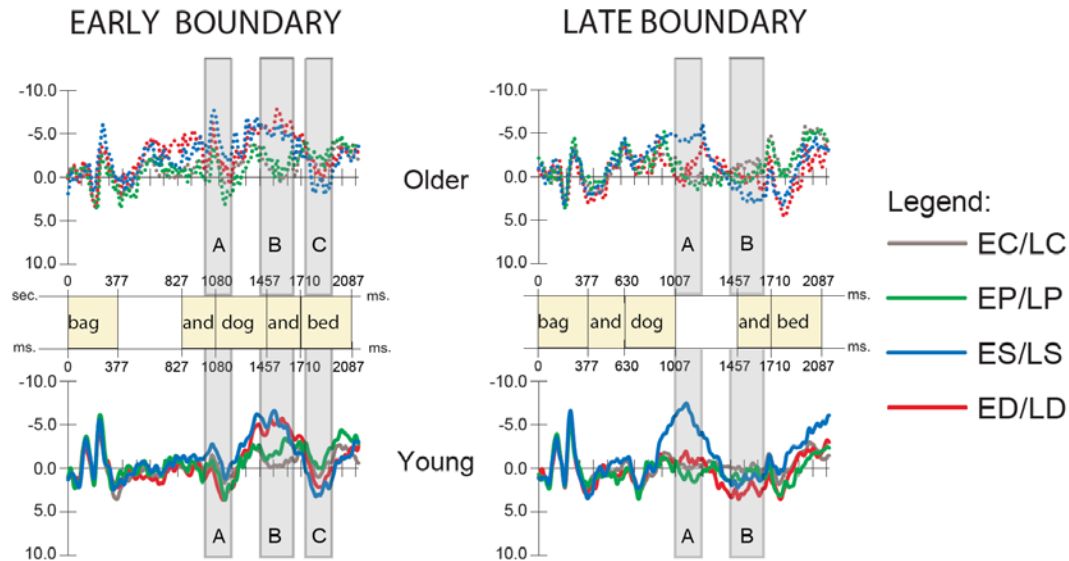 EARLY BOUNDARY
LATE BOUNDARY
-10.0
-5.0
0.0
5.0
10.0
A
B
C
Older
-10.0
-5.0
0.0
5.0
10.0
A
B
Legend:
EC/LC
EP/LP
ES/LS
ED/LD
0 377 827 1080 1457 1710 2087
sec. ms.
bag and dog and bed
ms. ms.
0 377 827 1080 1457 1710 2087
0 377 630 1007 1457 1710 2087
ms.
bag and dog and bed
ms.
0 377 630 1007 1457 1710 2087
-10.0
-5.0
0.0
5.0
10.0
A
B
C
Young
-10.0
-5.0
0.0
5.0
10.0
A
B